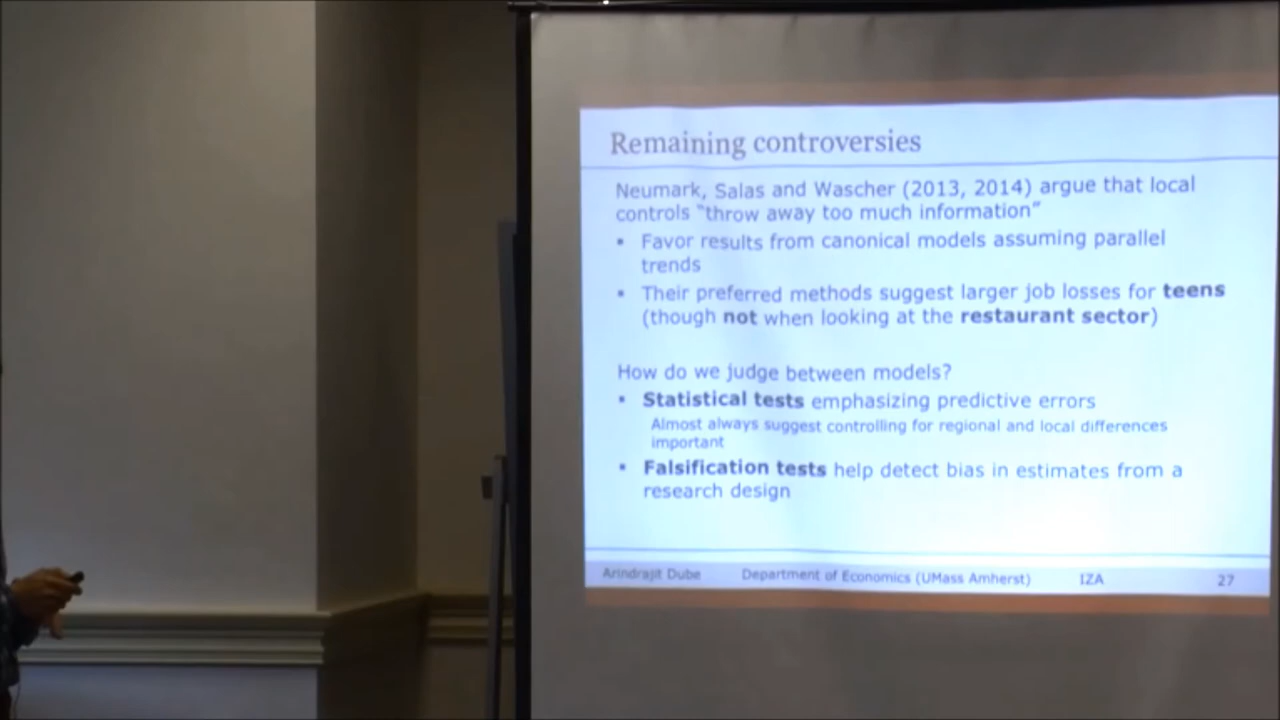 Remaining controversies
Neumark, Salas and Wascher (2013, 2014) argue that local
controls "throw away too much information"
▪ Favor results from canonical models assuming parallel
trends
▪ Their preferred methods suggest larger job losses for teens
(though not when looking at the restaurant sector)
How do we judge between models?
▪ Statistical tests emphasizing predictive errors
Almost always suggest controlling for regional and local differences
important
▪ Falsification tests help detect bias in estimates from a
research design
Arindrajit Dube Department of Economics (UMass Amherst) IZA 27